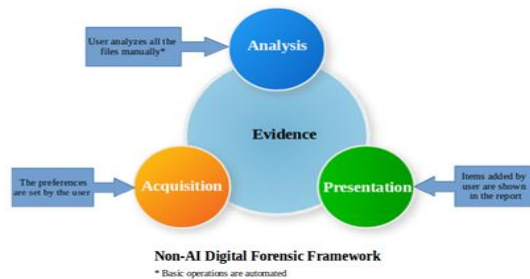 User analyzes all the
files manually*
Analysis
Evidence
The preferences
are set by the user
Acquisition
Presentation
Items added by
user are shown
in the report
Non-AI Digital Forensic Framework
* Basic operations are automated